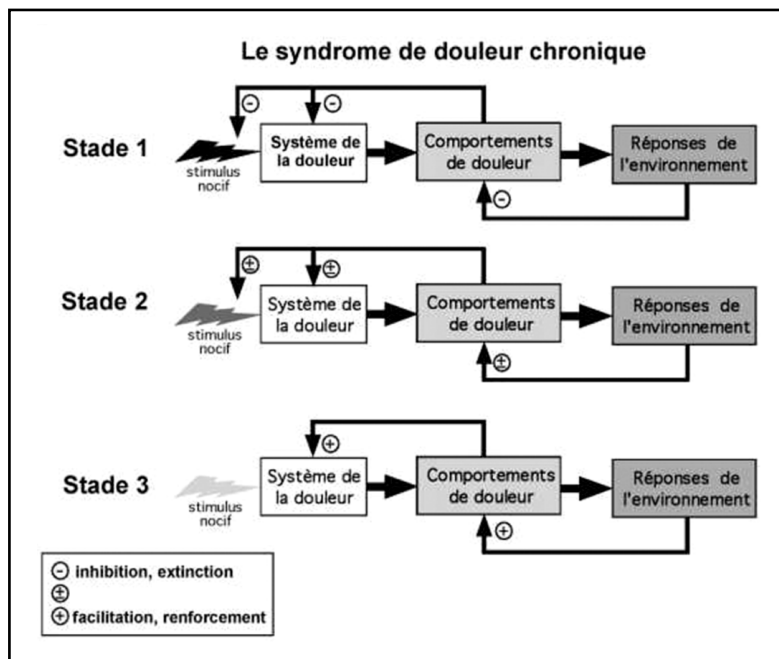 Le syndrome de douleur chronique
Stade 1
stimulus
nocif
⊖
⊖
Système de
la douleur
Comportements
de douleur
Réponses de
l'environnement
⊖
Stade 2
stimulus
nocif
±
±
Système de
la douleur
Comportements
de douleur
Réponses de
l'environnement
±
Stade 3
stimulus
nocif
⊕
Système de
la douleur
Comportements
de douleur
Réponses de
l'environnement
⊕
⊖ inhibition, extinction
±
⊕ facilitation, renforcement